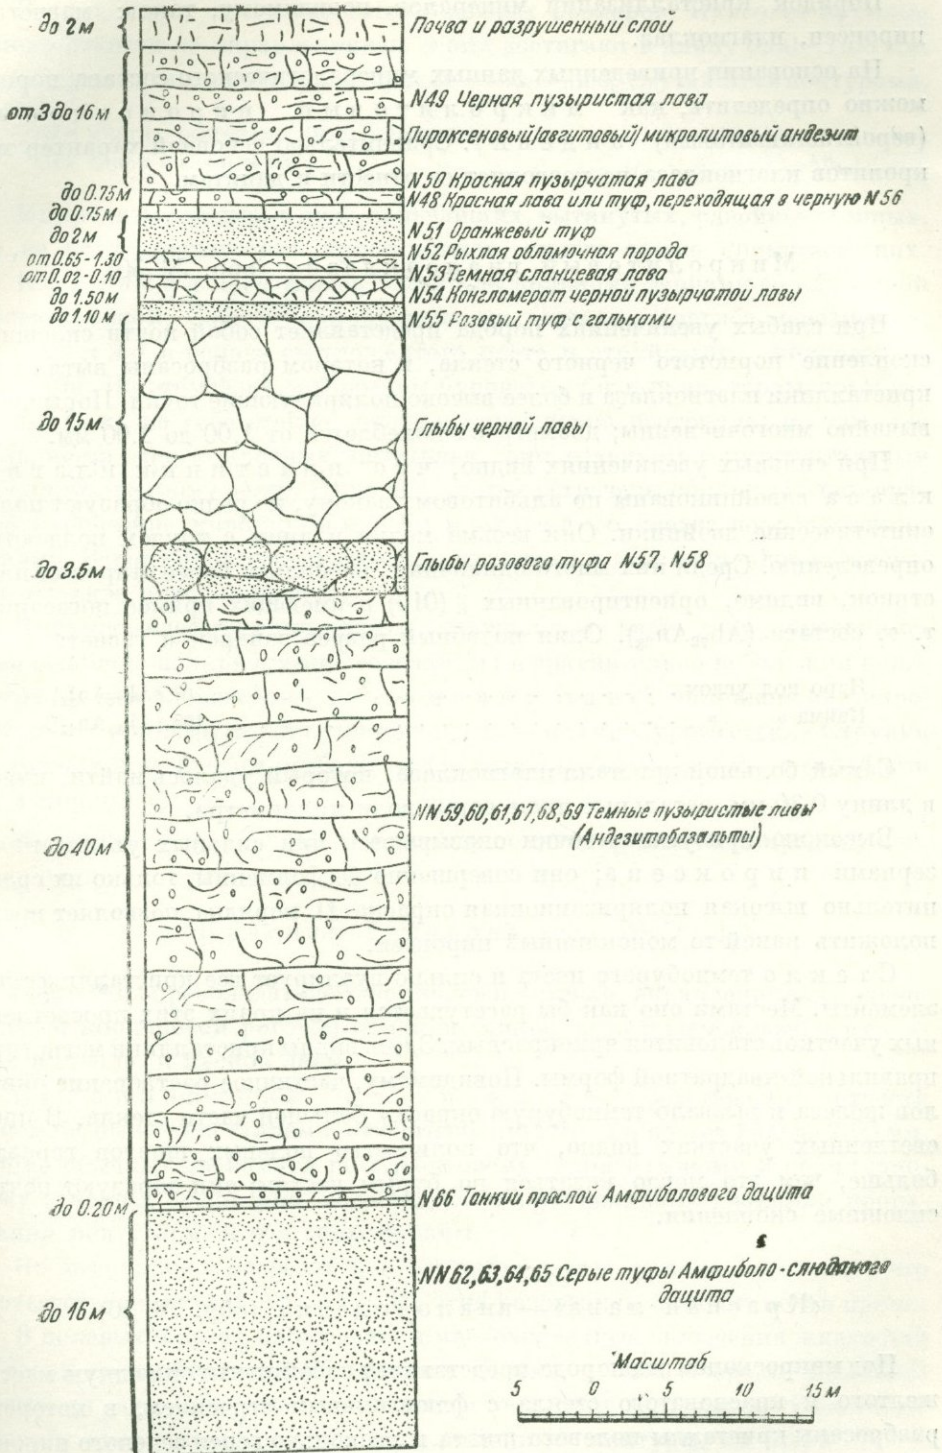 до 2 м
Почва и разрушенный слой
от 3 до 16 м
N49 Черная пузыристая лава
Пироксеновый/авгитовый/микролитовый андезит
N50 Красная пузырчатая лава
до 0.75 м
N48 Красная лава или туф, переходящая в черную N56
до 0.75 м
до 2 м
N51 Оранжевый туф
N52 Рыхлая обломочная порода
от 0.65 - 1.30
от 0.02 - 0.10
N53 Темная сланцевая лава
до 1.50 м
N54 Конгломерат черной пузырчатой лавы
до 1.10 м
N55 Розовый туф с гальками
до 15 м
Глыбы черной лавы
до 3.5 м
Глыбы розового туфа N57, N58
до 40 м
NN 59,60,61,67,68,69 Темные пузыристые лавы
(Андезитобазальты)
до 0.20 м
N66 Тонкий прослой Амфиболового дацита
NN 62,63,64,65 Серые туфы Амфиболо-слюдяного
дацита
до 16 м
Масштаб
5 0 5 10 15 м